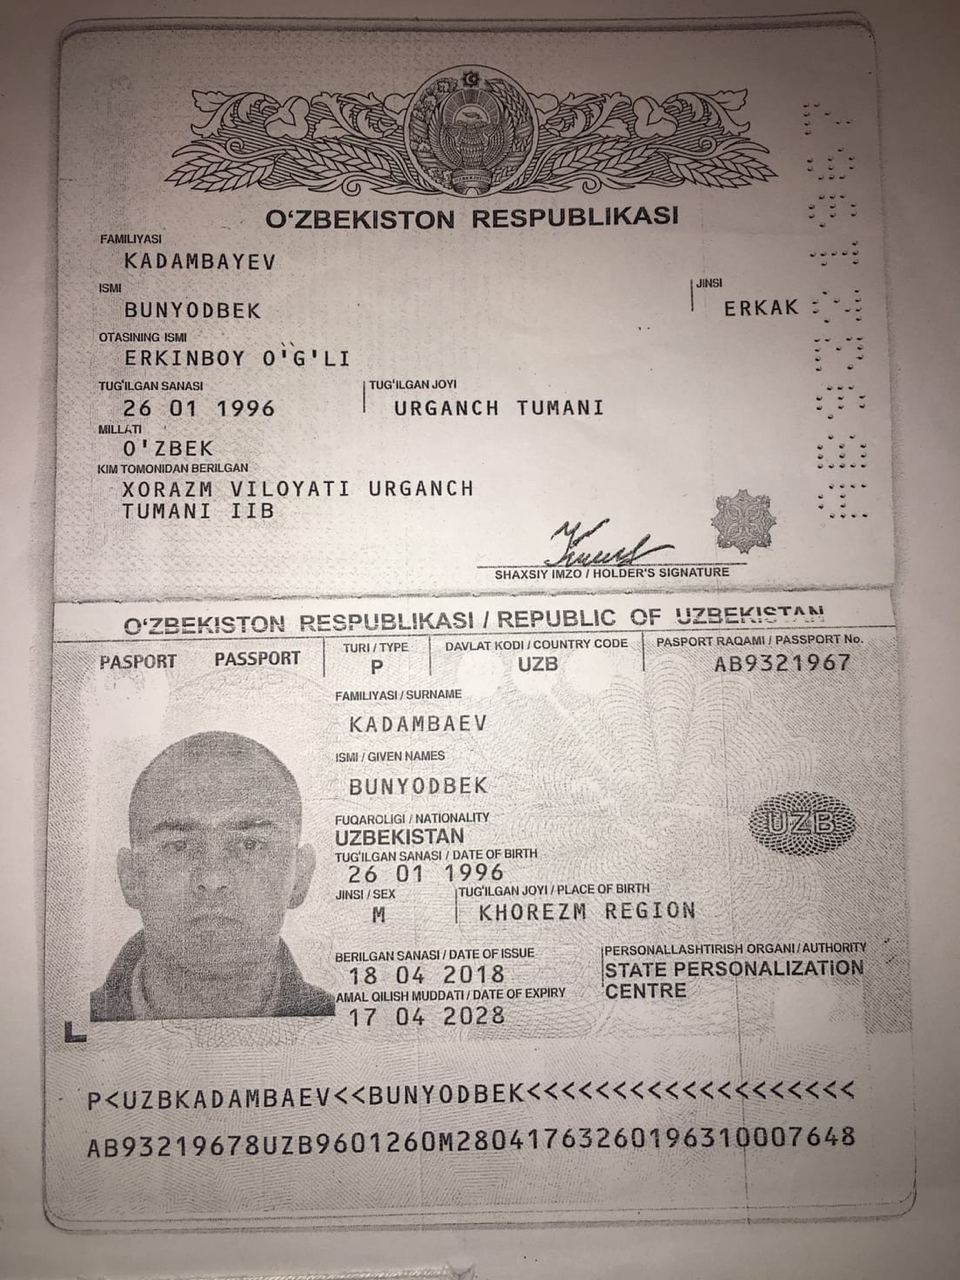 O‘ZBEKISTON RESPUBLIKASI
FAMILIYASI
KADAMBAYEV
ISMI
BUNYODBEK
JINSI
ERKAK
OTASINING ISMI
ERKINBOY O'G'LI
TUG'ILGAN SANASI
26 01 1996
TUG'ILGAN JOYI
URGANCH TUMANI
MILLATI
O'ZBEK
KIM TOMONIDAN BERILGAN
XORAZM VILOYATI URGANCH
TUMANI IIB
SHAXSIY IMZO / HOLDER'S SIGNATURE
O‘ZBEKISTON RESPUBLIKASI / REPUBLIC OF UZBEKISTAN
PASPORT PASSPORT
TURI / TYPE
P
DAVLAT KODI / COUNTRY CODE
UZB
PASPORT RAQAMI / PASSPORT No.
AB9321967
FAMILIYASI / SURNAME
KADAMBAEV
ISMI / GIVEN NAMES
BUNYODBEK
FUQAROLIGI / NATIONALITY
UZBEKISTAN
UZB
TUG'ILGAN SANASI / DATE OF BIRTH
26 01 1996
JINSI / SEX
M
TUG'ILGAN JOYI / PLACE OF BIRTH
KHOREZM REGION
BERILGAN SANASI / DATE OF ISSUE
18 04 2018
PERSONALLASHTIRISH ORGANI / AUTHORITY
STATE PERSONALIZATION
CENTRE
AMAL QILISH MUDDATI / DATE OF EXPIRY
17 04 2028
P<UZBKADAMBAEV<<BUNYODBEK<<<<<<<<<<<<<<<<<<<
AB93219678UZB9601260M28041763260196310007648